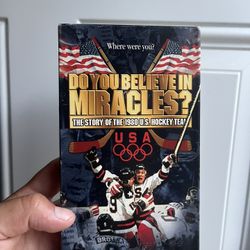 Where were you?
DO YOU BELIEVE IN
MIRACLES?
THE STORY OF THE 1980 U.S. HOCKEY TEAM
USA